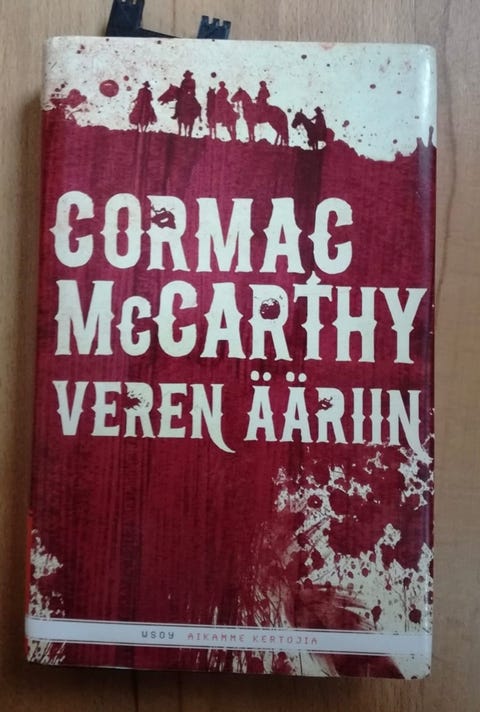 CORMAC
McCARTHY
VEREN ÄÄRIIN
WSOY AIKAMME KERTOJIA